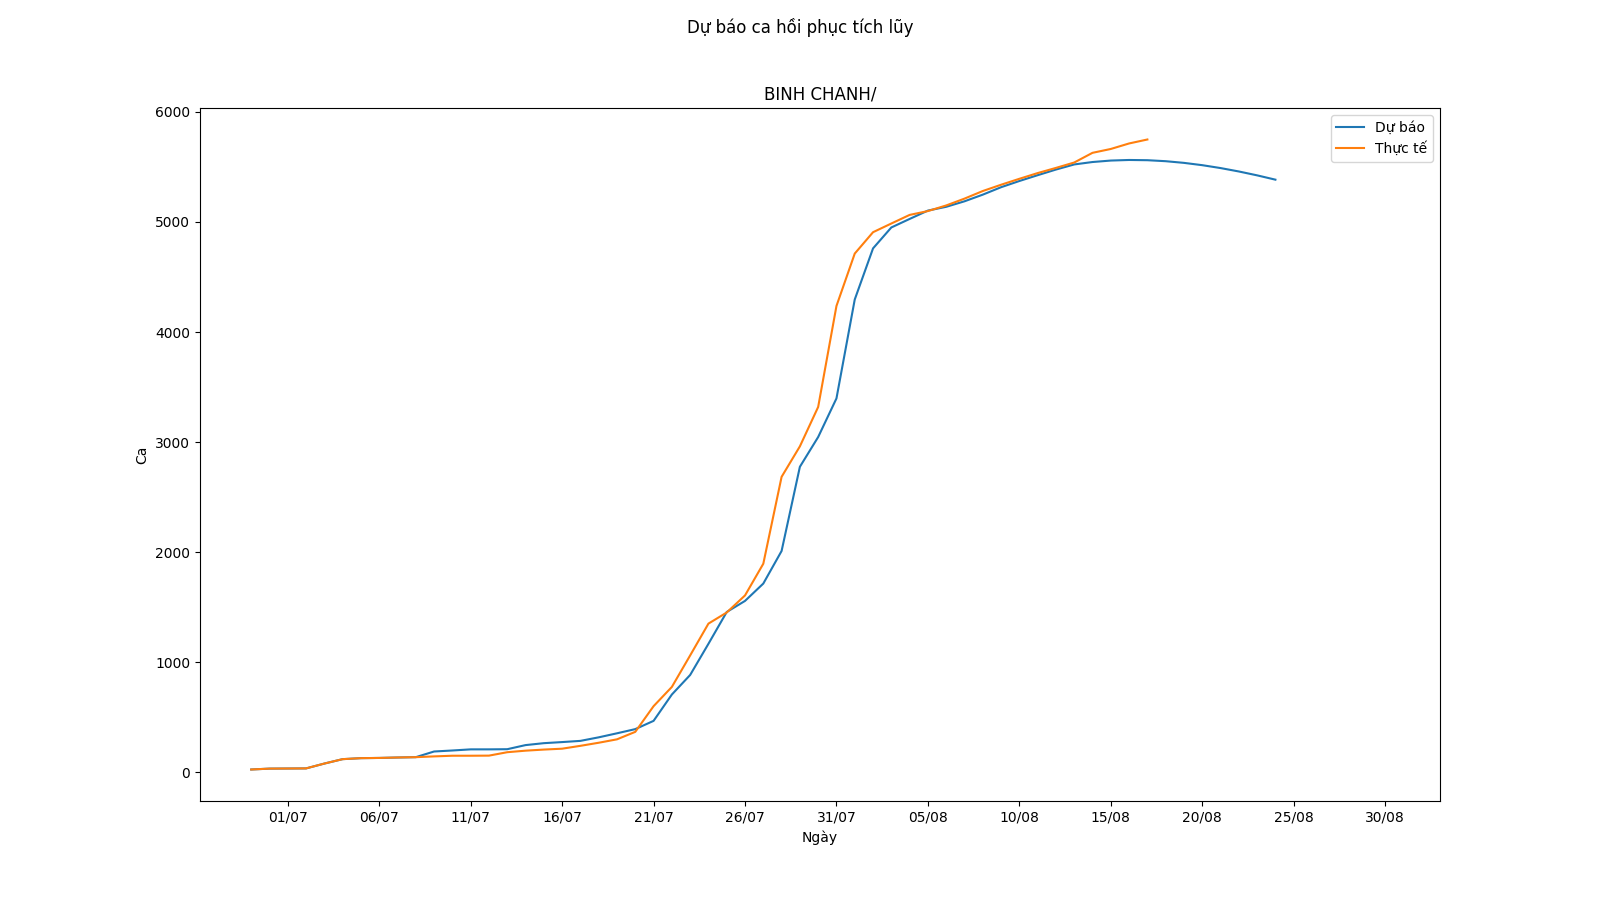 Dự báo ca hồi phục tích lũy
BINH CHANH/
6000
5000
4000
3000
2000
1000
0
Ca
Dự báo
Thực tế
01/07 06/07 11/07 16/07 21/07 26/07 31/07 05/08 10/08 15/08 20/08 25/08 30/08
Ngày